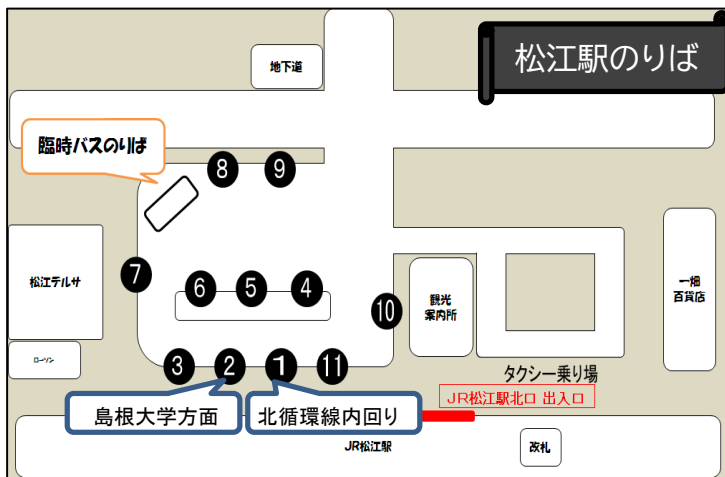 松江駅のりば
地下道
臨時バスのりば
8
9
松江テルサ
7
6
5
4
10
観光
案内所
一畑
百貨店
ローソン
3
2
1
11
タクシー乗り場
JR松江駅北口 出入口
島根大学方面
北循環線内回り
JR松江駅
改札